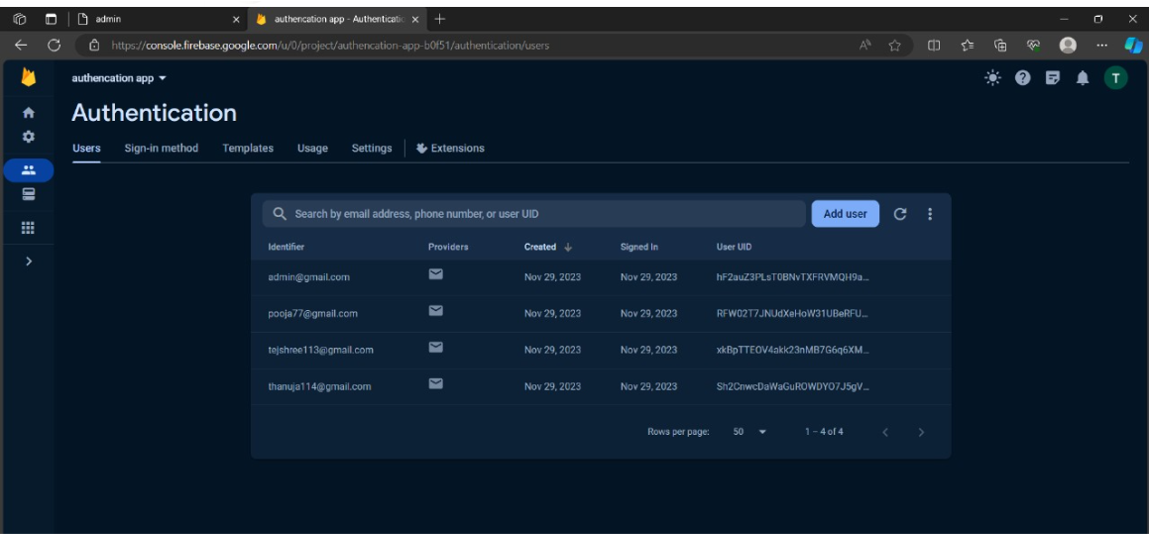 admin
authencation app - Authenticatic
https://console.firebase.google.com/u/0/project/authencation-app-b0f51/authentication/users
authencation app
T
Authentication
Users Sign-in method Templates Usage Settings Extensions
Search by email address, phone number, or user UID Add user
Identifier Providers Created Signed In User UID
admin@gmail.com Nov 29, 2023 Nov 29, 2023 hF2auZ3PLsT0BNvTXFRVMQH9a...
pooja77@gmail.com Nov 29, 2023 Nov 29, 2023 RFW02T7JNUdXeHoW31UBeRFU...
tejshree113@gmail.com Nov 29, 2023 Nov 29, 2023 xkBpTTEOV4akk23nMB7G6q6XM...
thanuja114@gmail.com Nov 29, 2023 Nov 29, 2023 Sh2CnwcDaWaGuROWDYO7J5gV...
Rows per page: 50 1 – 4 of 4